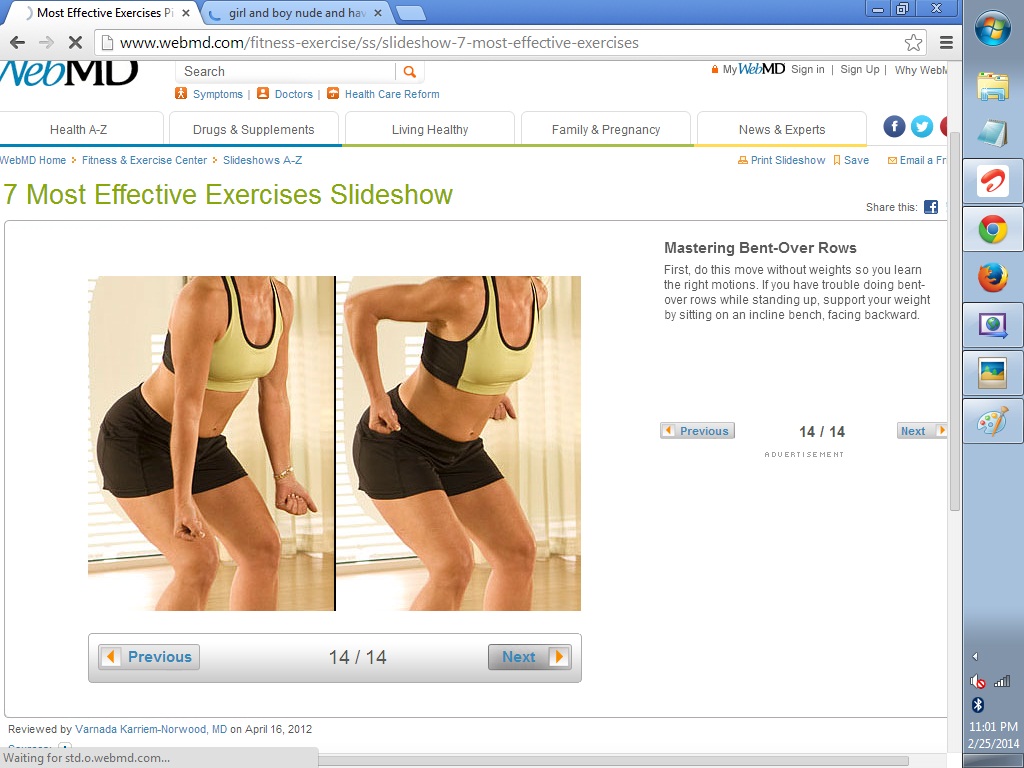 Most Effective Exercises Pi
girl and boy nude and hav
www.webmd.com/fitness-exercise/ss/slideshow-7-most-effective-exercises
WebMD
Search
My WebMD Sign in | Sign Up | Why WebM
Symptoms | Doctors | Health Care Reform
Health A-Z
Drugs & Supplements
Living Healthy
Family & Pregnancy
News & Experts
WebMD Home Fitness & Exercise Center Slideshows A-Z
Print Slideshow Save Email a Fr
7 Most Effective Exercises Slideshow
Share this:
Mastering Bent-Over Rows
First, do this move without weights so you learn
the right motions. If you have trouble doing bent-
over rows while standing up, support your weight
by sitting on an incline bench, facing backward.
Previous 14 / 14 Next
ADVERTISEMENT
Previous 14 / 14 Next
Reviewed by Varnada Karriem-Norwood, MD on April 16, 2012
Waiting for std.o.webmd.com...
11:01 PM
2/25/2014